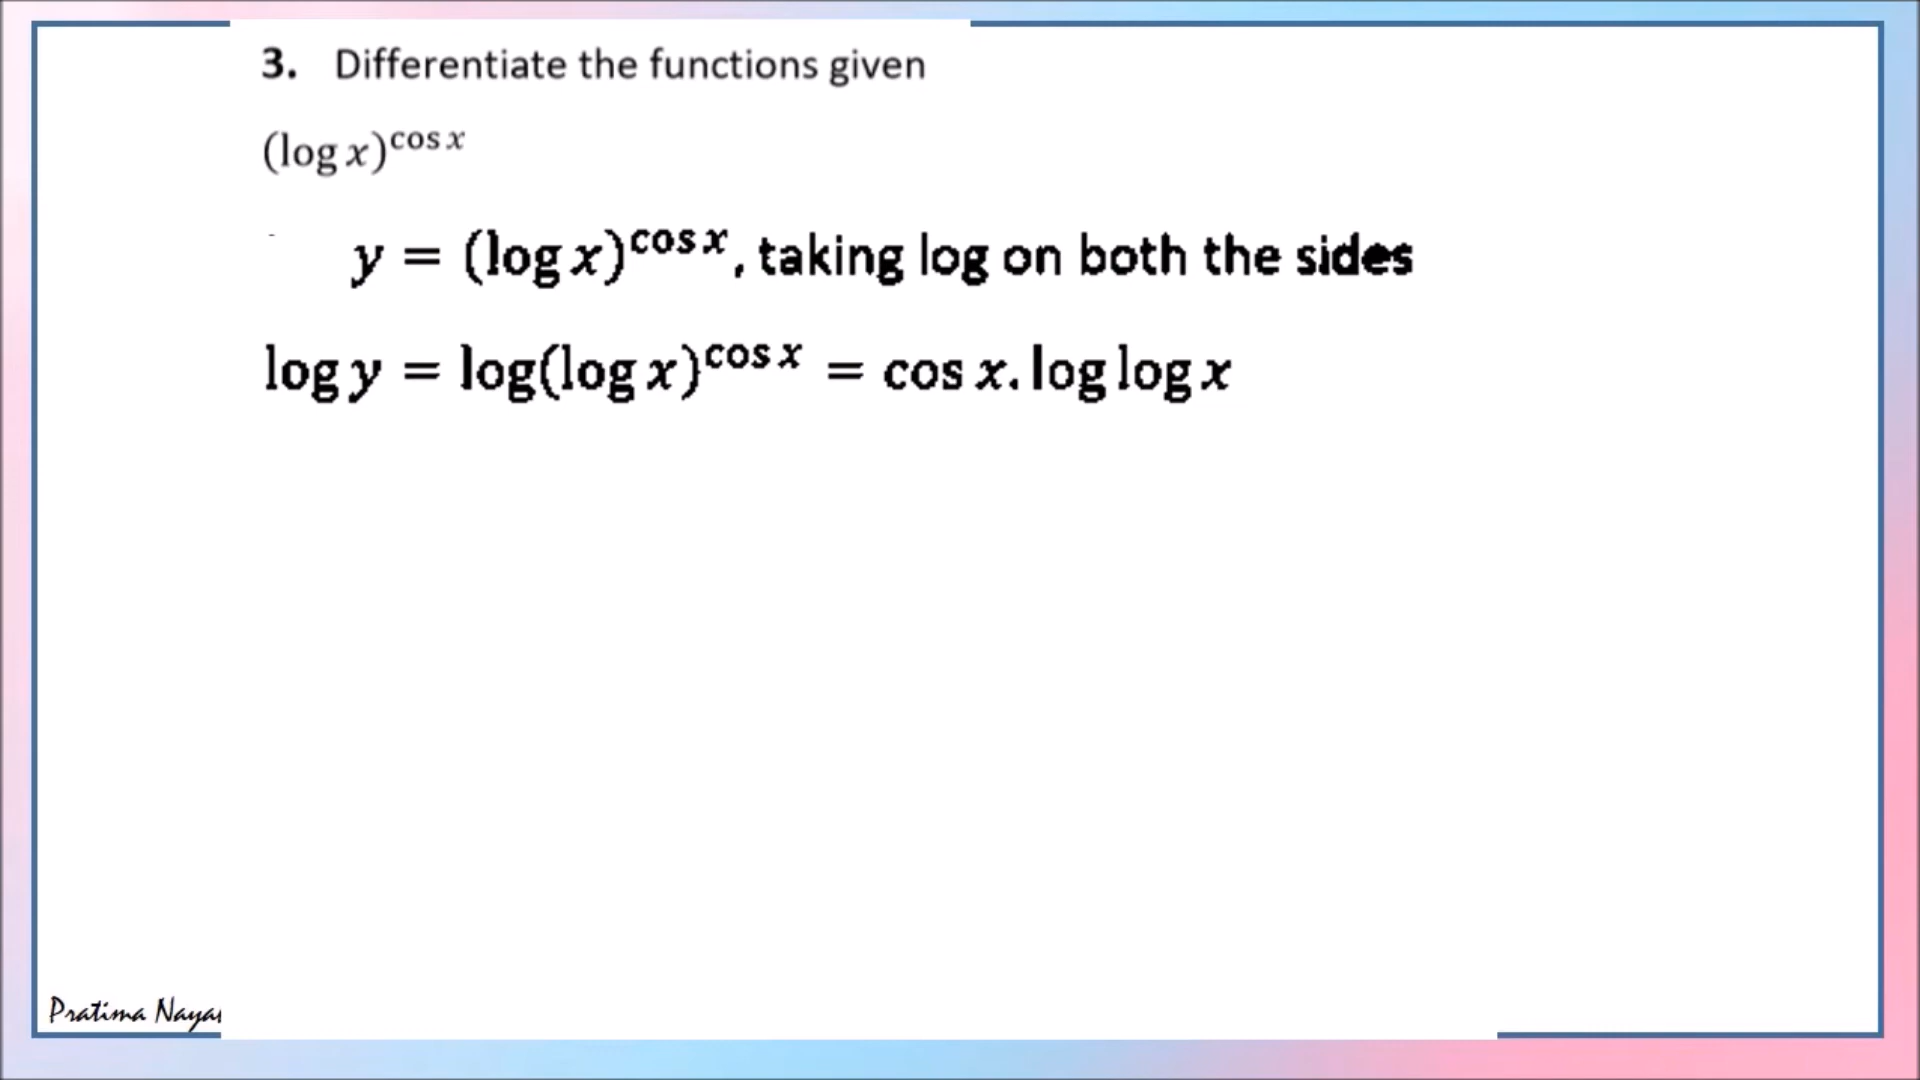 3. Differentiate the functions given
(log x)^cos x
y = (log x)^cos x, taking log on both the sides
log y = log(log x)^cos x = cos x. log log x
Pratima